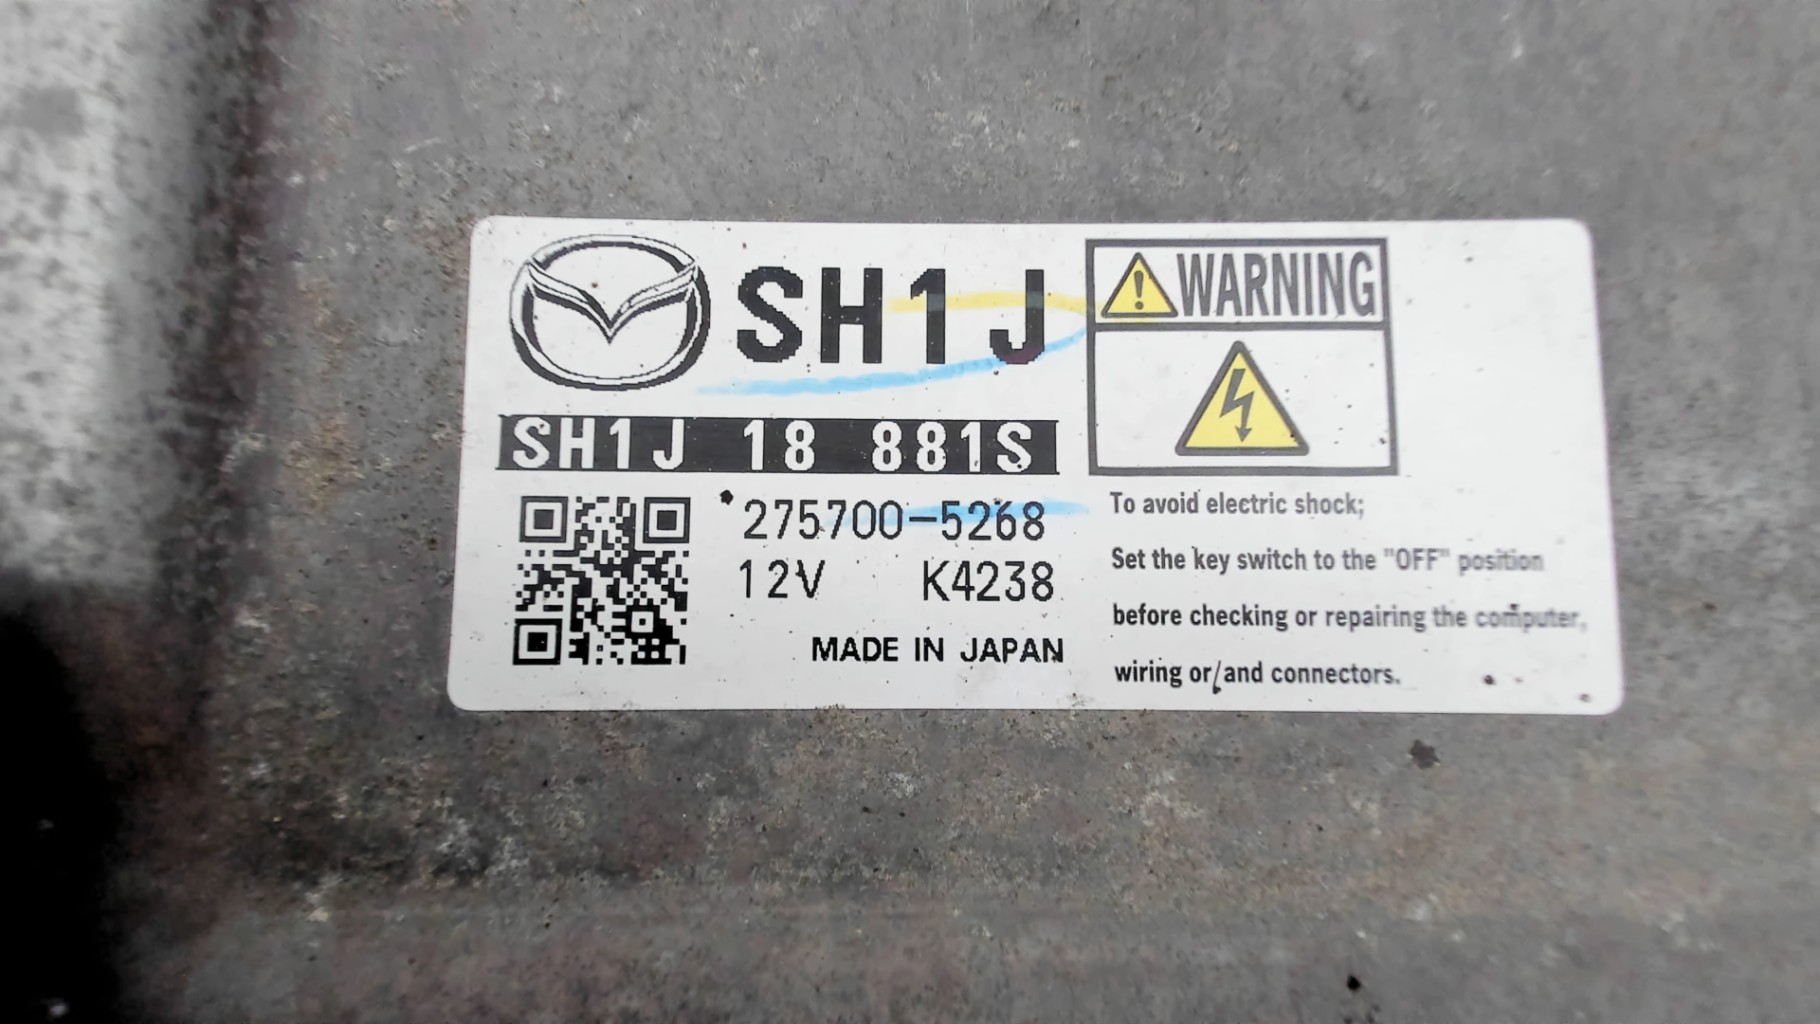 SH1J
SH1J 18 881S
275700-5268
12V K4238
MADE IN JAPAN
! WARNING
To avoid electric shock;
Set the key switch to the "OFF" position
before checking or repairing the computer,
wiring or/and connectors.